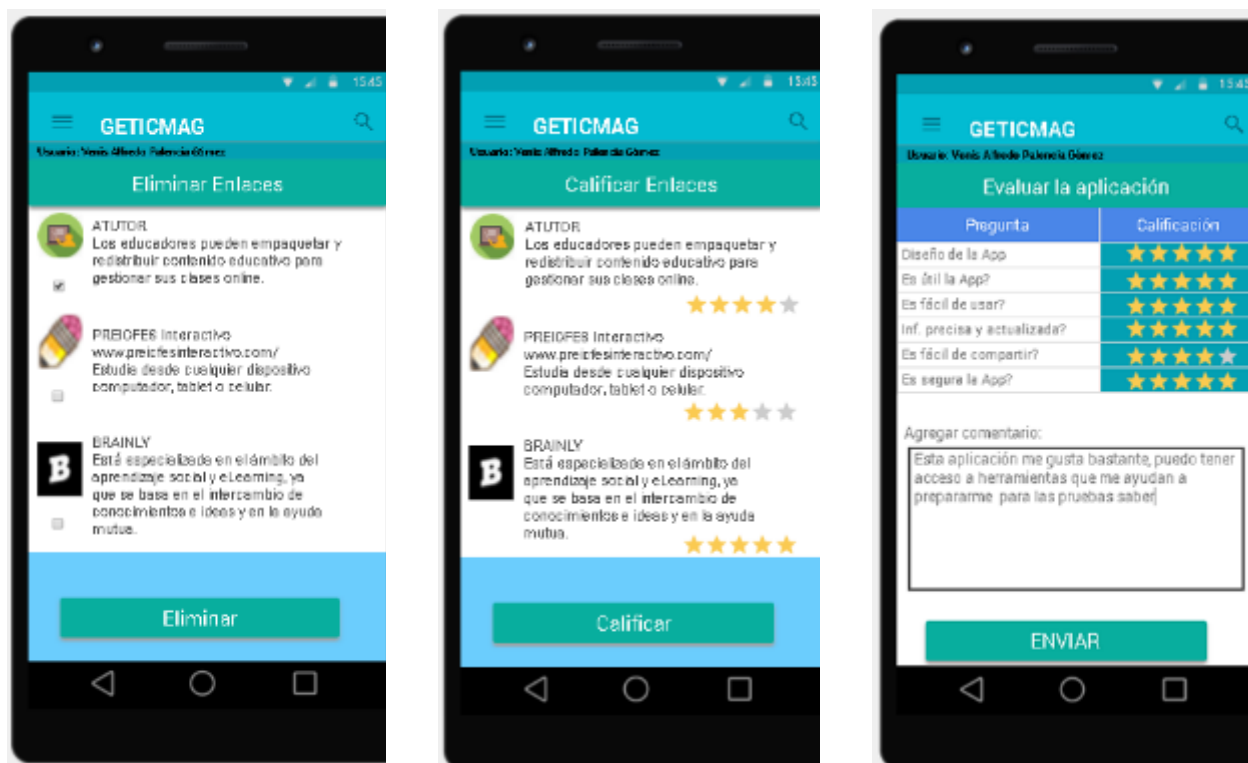 15:45
GETICMAG
Usuario: Venis Alfredo Palencia Gómez
Eliminar Enlaces
ATUTOR
Los educadores pueden empaquetar y
redistribuir contenido educativo para
gestionar sus clases online.
PREICFES Interactivo
www.preicfesinteractivo.com/
Estudia desde cualquier dispositivo
computador, tablet o celular.
BRAINLY
Está especializada en el ámbito del
aprendizaje social y eLearning, ya
que se basa en el intercambio de
conocimientos e ideas y en la ayuda
mutua.
Eliminar
15:45
GETICMAG
Usuario: Venis Alfredo Palencia Gómez
Calificar Enlaces
ATUTOR
Los educadores pueden empaquetar y
redistribuir contenido educativo para
gestionar sus clases online.
PREICFES Interactivo
www.preicfesinteractivo.com/
Estudia desde cualquier dispositivo
computador, tablet o celular.
B
BRAINLY
Está especializada en el ámbito del
aprendizaje social y eLearning, ya
que se basa en el intercambio de
conocimientos e ideas y en la ayuda
mutua.
Calificar
15:45
GETICMAG
Usuario: Venis Alfredo Palencia Gómez
Evaluar la aplicación
Pregunta Calificación
Diseño de la App
Es útil la App?
Es fácil de usar?
Inf. precisa y actualizada?
Es fácil de compartir?
Es segura la App?
Agregar comentario:
Esta aplicación me gusta bastante, puedo tener
acceso a herramientas que me ayudan a
prepararme para las pruebas saber
ENVIAR